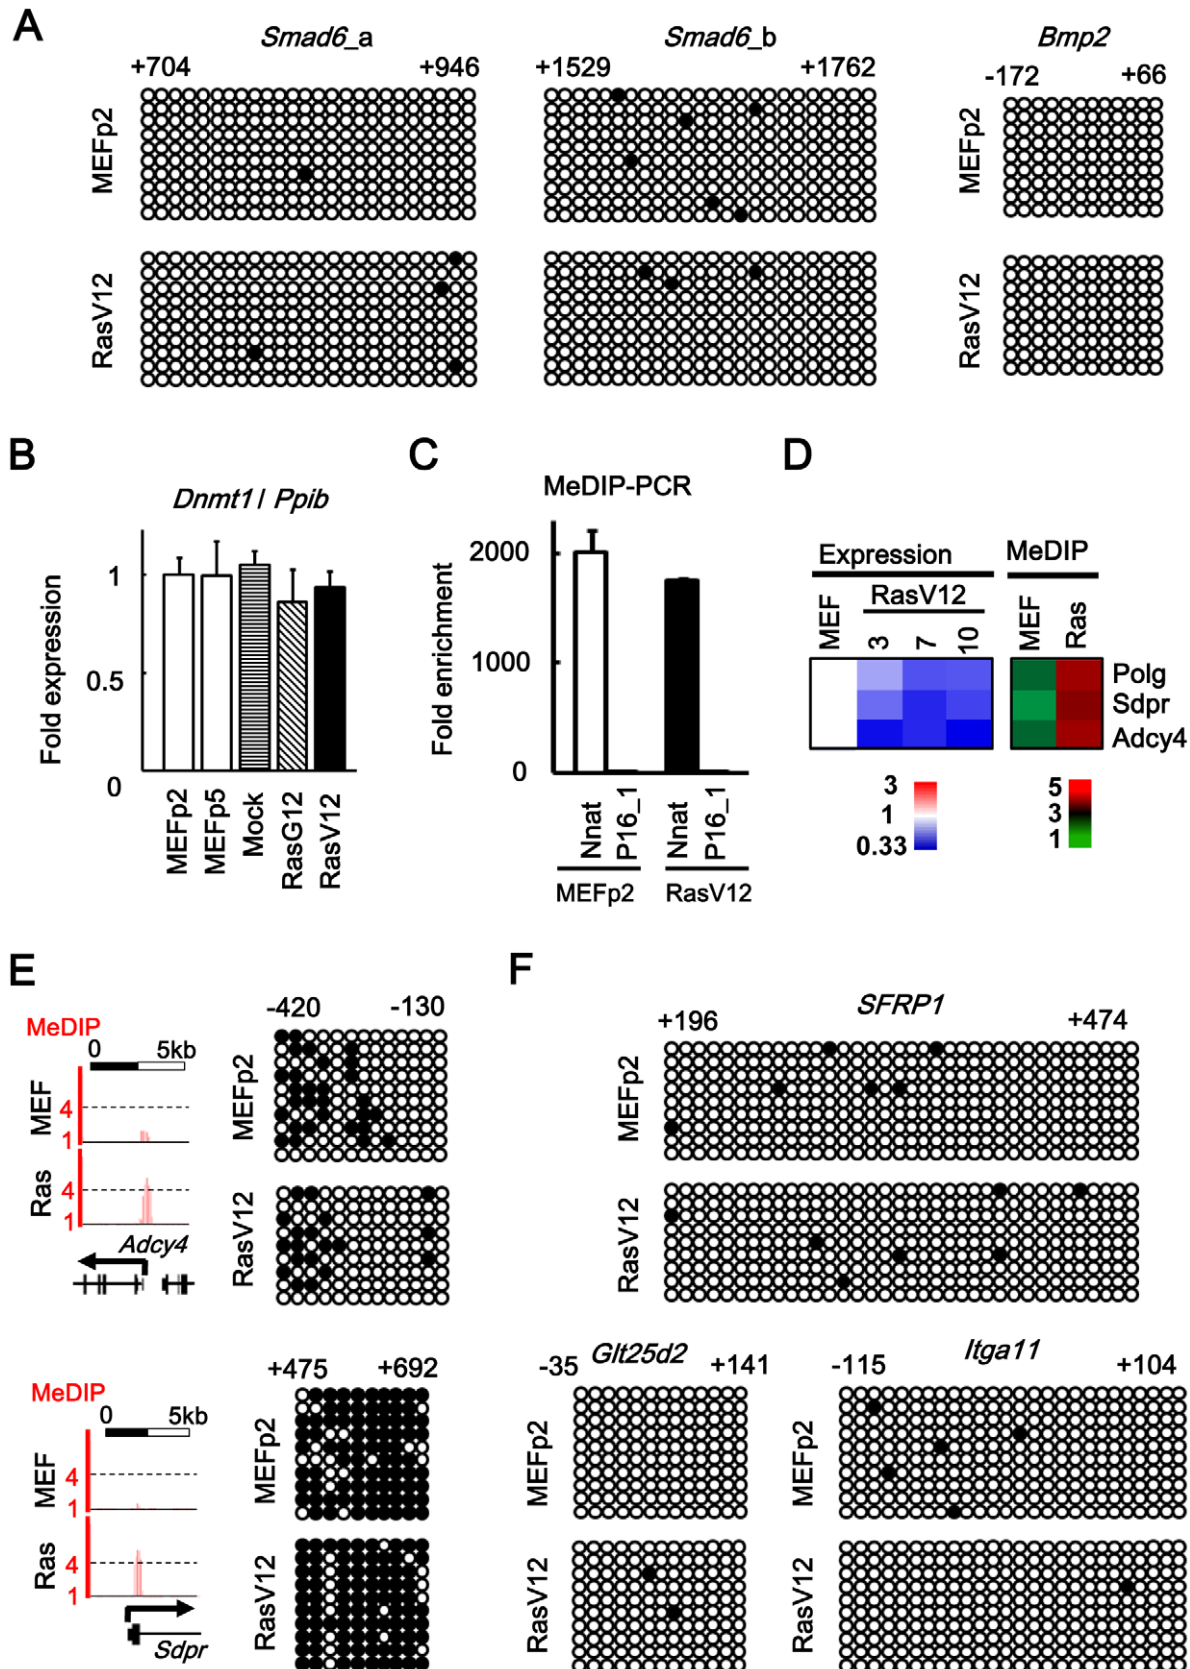 A
Smad6_a
Smad6_b
Bmp2
+704
+946
+1529
+1762
-172
+66
MEFp2
MEFp2
MEFp2
RasV12
RasV12
RasV12
B
Dnmt1 / Ppib
Fold expression
1
0.5
0
MEFp2
MEFp5
Mock
RasG12
RasV12
C
MeDIP-PCR
Fold enrichment
2000
1000
0
Nnat
P16_1
Nnat
P16_1
MEFp2
RasV12
D
Expression
MeDIP
RasV12
MEF
3
7
10
MEF
Ras
Polg
Sdpr
Adcy4
3
1
0.33
5
3
1
E
MeDIP
0
5kb
MEF
4
1
Ras
4
1
Adcy4
-420
-130
MEFp2
RasV12
MeDIP
0
5kb
MEF
4
1
Ras
4
1
Sdpr
+475
+692
MEFp2
RasV12
F
SFRP1
+196
+474
MEFp2
RasV12
Glt25d2
-35
+141
MEFp2
RasV12
Itga11
-115
+104
MEFp2
RasV12